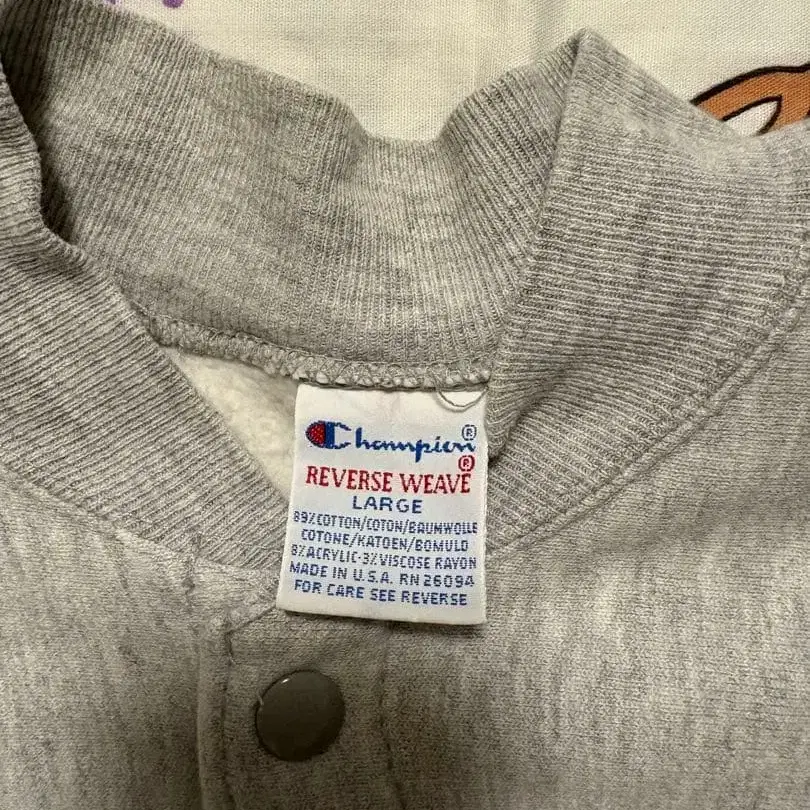 Champion®
REVERSE WEAVE®
LARGE
89%COTTON/COTON/BAUMWOLLE
COTONE/KATOEN/BOMULD
8%ACRYLIC-3%VISCOSE RAYON
MADE IN U.S.A. RN 26094
FOR CARE SEE REVERSE